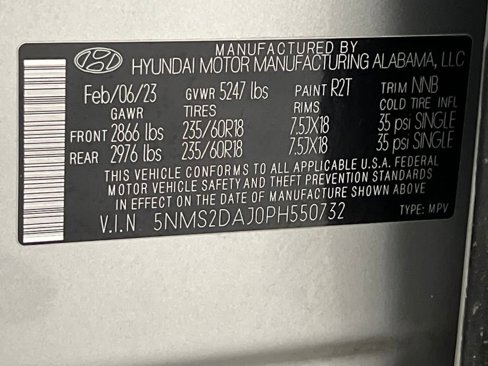 MANUFACTURED BY
HYUNDAI MOTOR MANUFACTURING ALABAMA, LLC
Feb/06/23 GVWR 5247 lbs PAINT R2T TRIM NNB
GAWR TIRES RIMS COLD TIRE INFL
FRONT 2866 lbs 235/60R18 7.5JX18 35 psi SINGLE
REAR 2976 lbs 235/60R18 7.5JX18 35 psi SINGLE
THIS VEHICLE CONFORMS TO ALL APPLICABLE U.S.A. FEDERAL
MOTOR VEHICLE SAFETY AND THEFT PREVENTION STANDARDS
IN EFFECT ON THE DATE OF MANUFACTURE SHOWN ABOVE
V.I.N 5NMS2DAJ0PH550732 TYPE: MPV